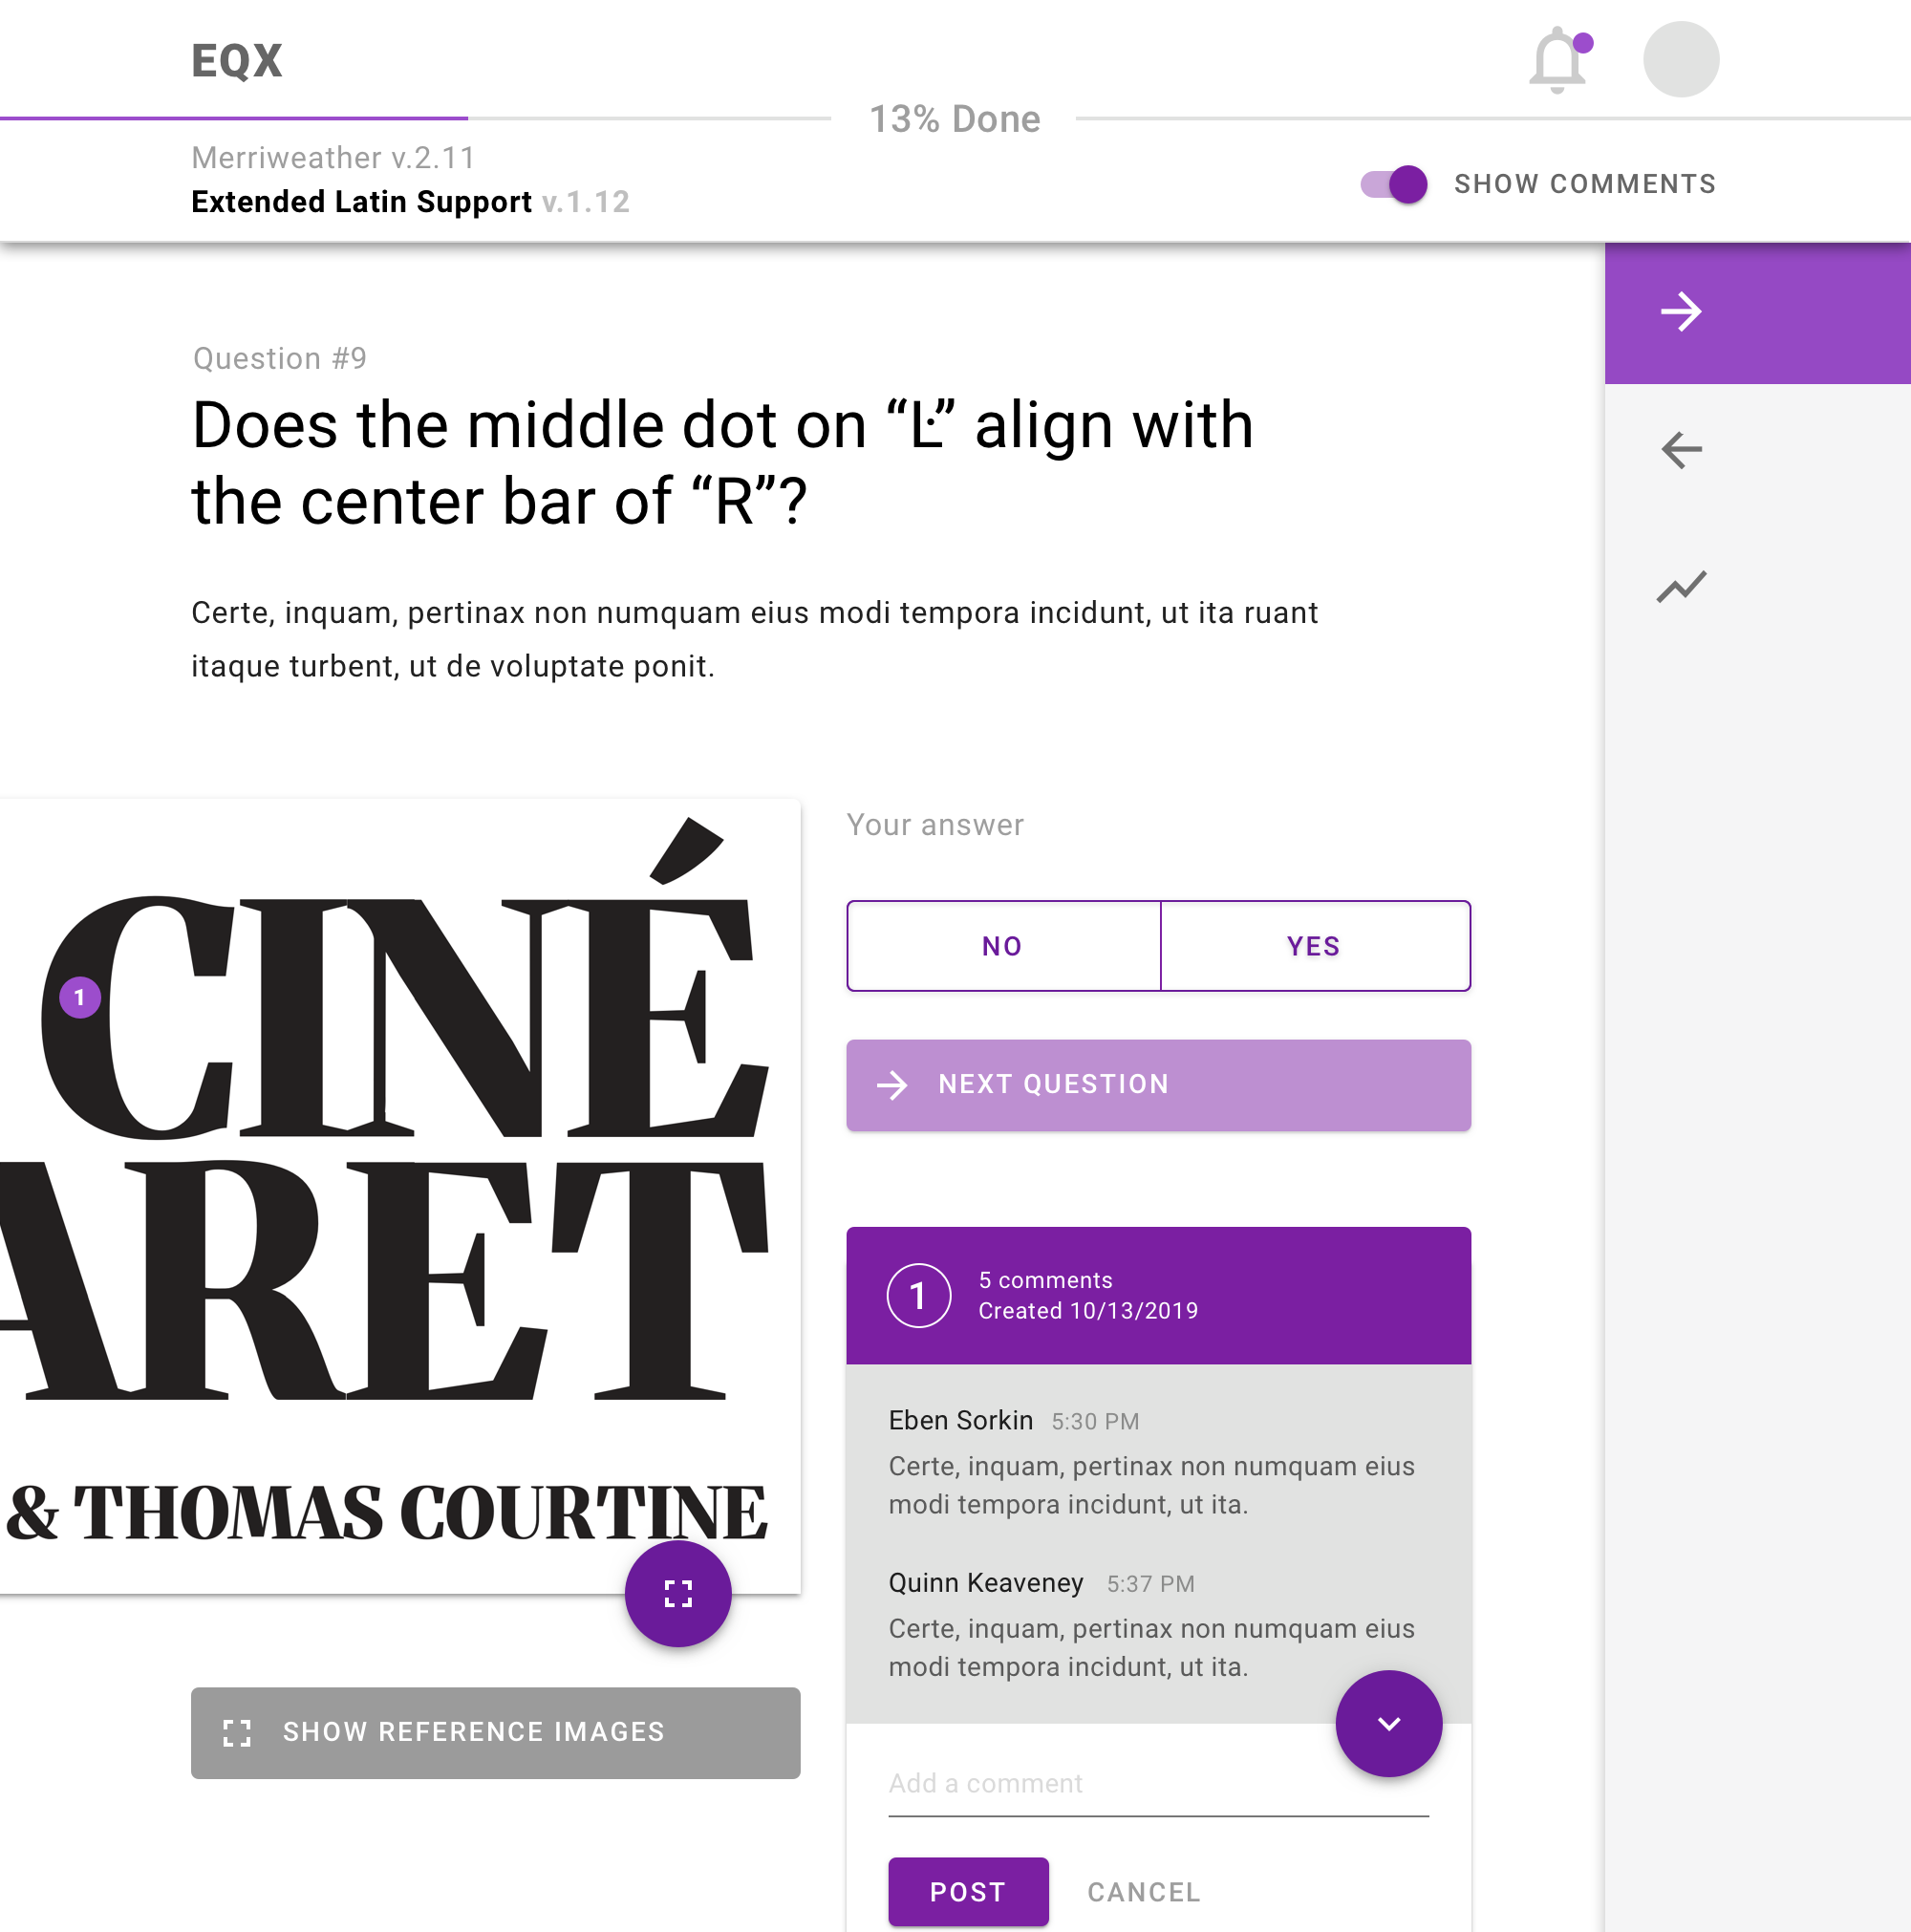 EQX
13% Done
Merriweather v.2.11
Extended Latin Support v.1.12
SHOW COMMENTS
Question #9
Does the middle dot on “Ŀ” align with
the center bar of “R”?
Certe, inquam, pertinax non numquam eius modi tempora incidunt, ut ita ruant
itaque turbent, ut de voluptate ponit.
CINÉ
1
ARET
& THOMAS COURTINE
SHOW REFERENCE IMAGES
Your answer
NO
YES
NEXT QUESTION
1
5 comments
Created 10/13/2019
Eben Sorkin 5:30 PM
Certe, inquam, pertinax non numquam eius
modi tempora incidunt, ut ita.
Quinn Keaveney 5:37 PM
Certe, inquam, pertinax non numquam eius
modi tempora incidunt, ut ita.
Add a comment
POST
CANCEL